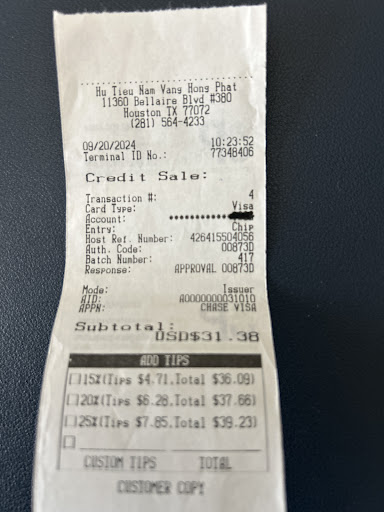 Hu Tieu Nam Vang Hong Phat
11360 Bellaire Blvd #380
Houston TX 77072
(281) 564-4233
09/20/2024 10:23:52
Terminal ID No.: 77348406
Credit Sale:
Transaction #: 4
Card Type: Visa
Account:
Entry: Chip
Host Ref. Number: 426415504056
Auth. Code: 00873D
Batch Number: 417
Response: APPROVAL 00873D
Mode: Issuer
AID: A0000000031010
APPN: CHASE VISA
Subtotal:
USD$31.38
ADD TIPS
15%(Tips $4.71,Total $36.09)
20%(Tips $6.28,Total $37.66)
25%(Tips $7.85,Total $39.23)
CUSTOM TIPS TOTAL
CUSTOMER COPY